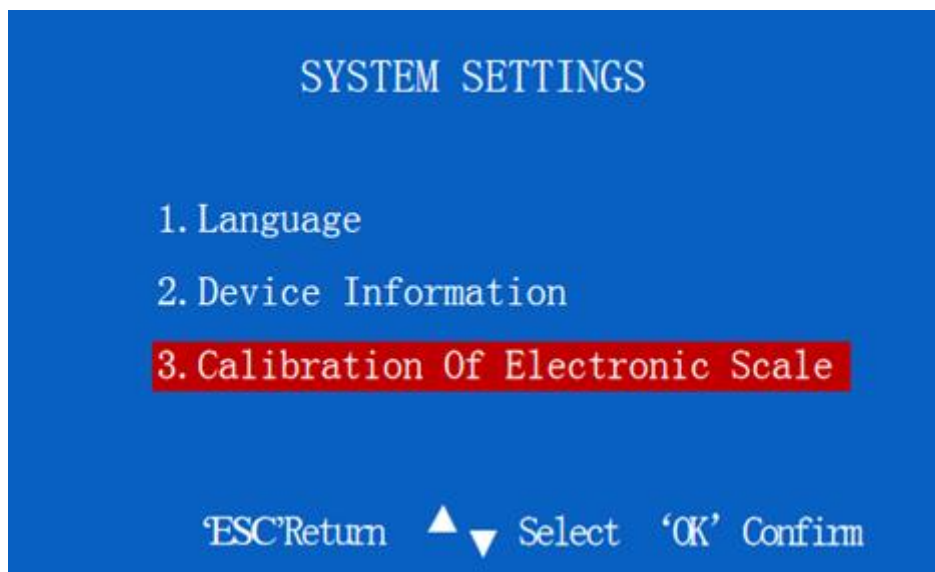 SYSTEM SETTINGS
1.Language
2.Device Information
3.Calibration Of Electronic Scale
‘ESC’Return ▲▼ Select ‘OK’ Confirm